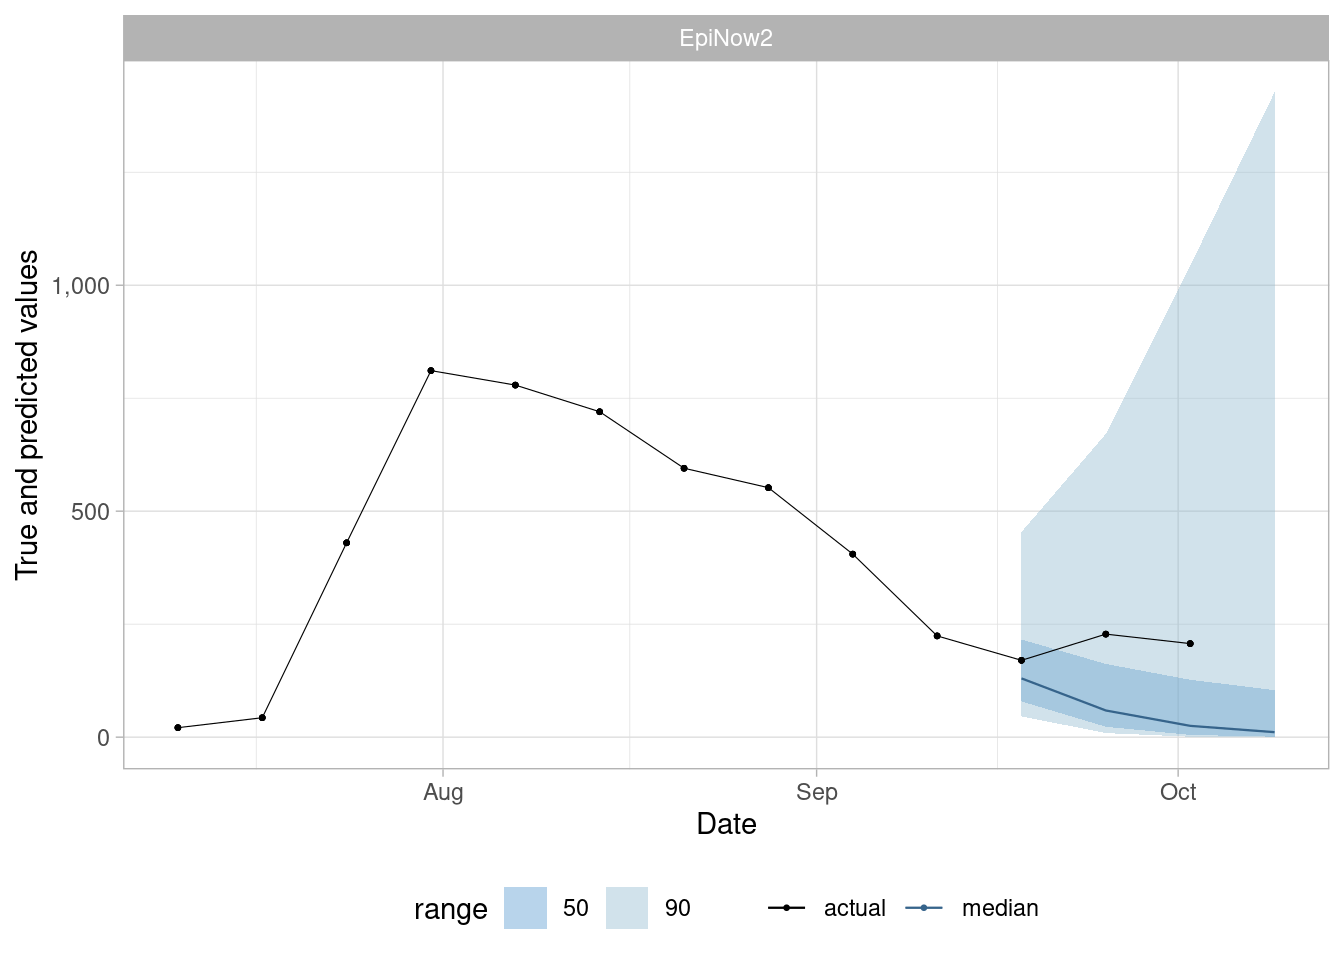 EpiNow2
True and predicted values
1,000
500
0
Aug Sep Oct
Date
range 50 90 actual median